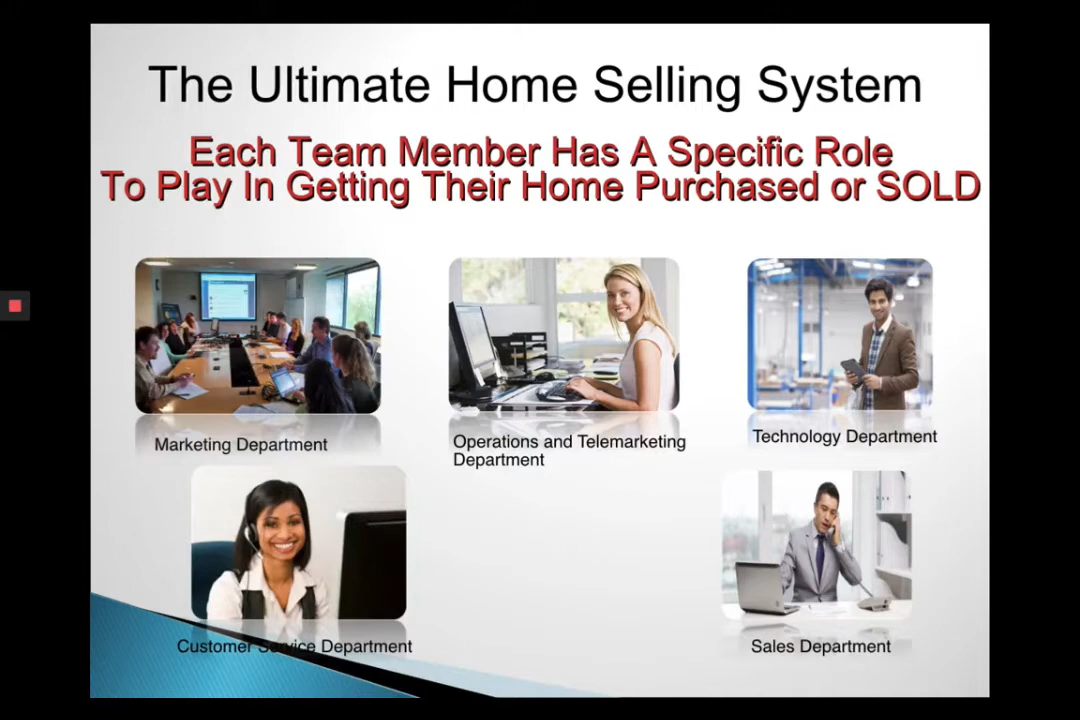 The Ultimate Home Selling System
Each Team Member Has A Specific Role
To Play In Getting Their Home Purchased or SOLD
Marketing Department
Operations and Telemarketing
Department
Technology Department
Customer Service Department
Sales Department